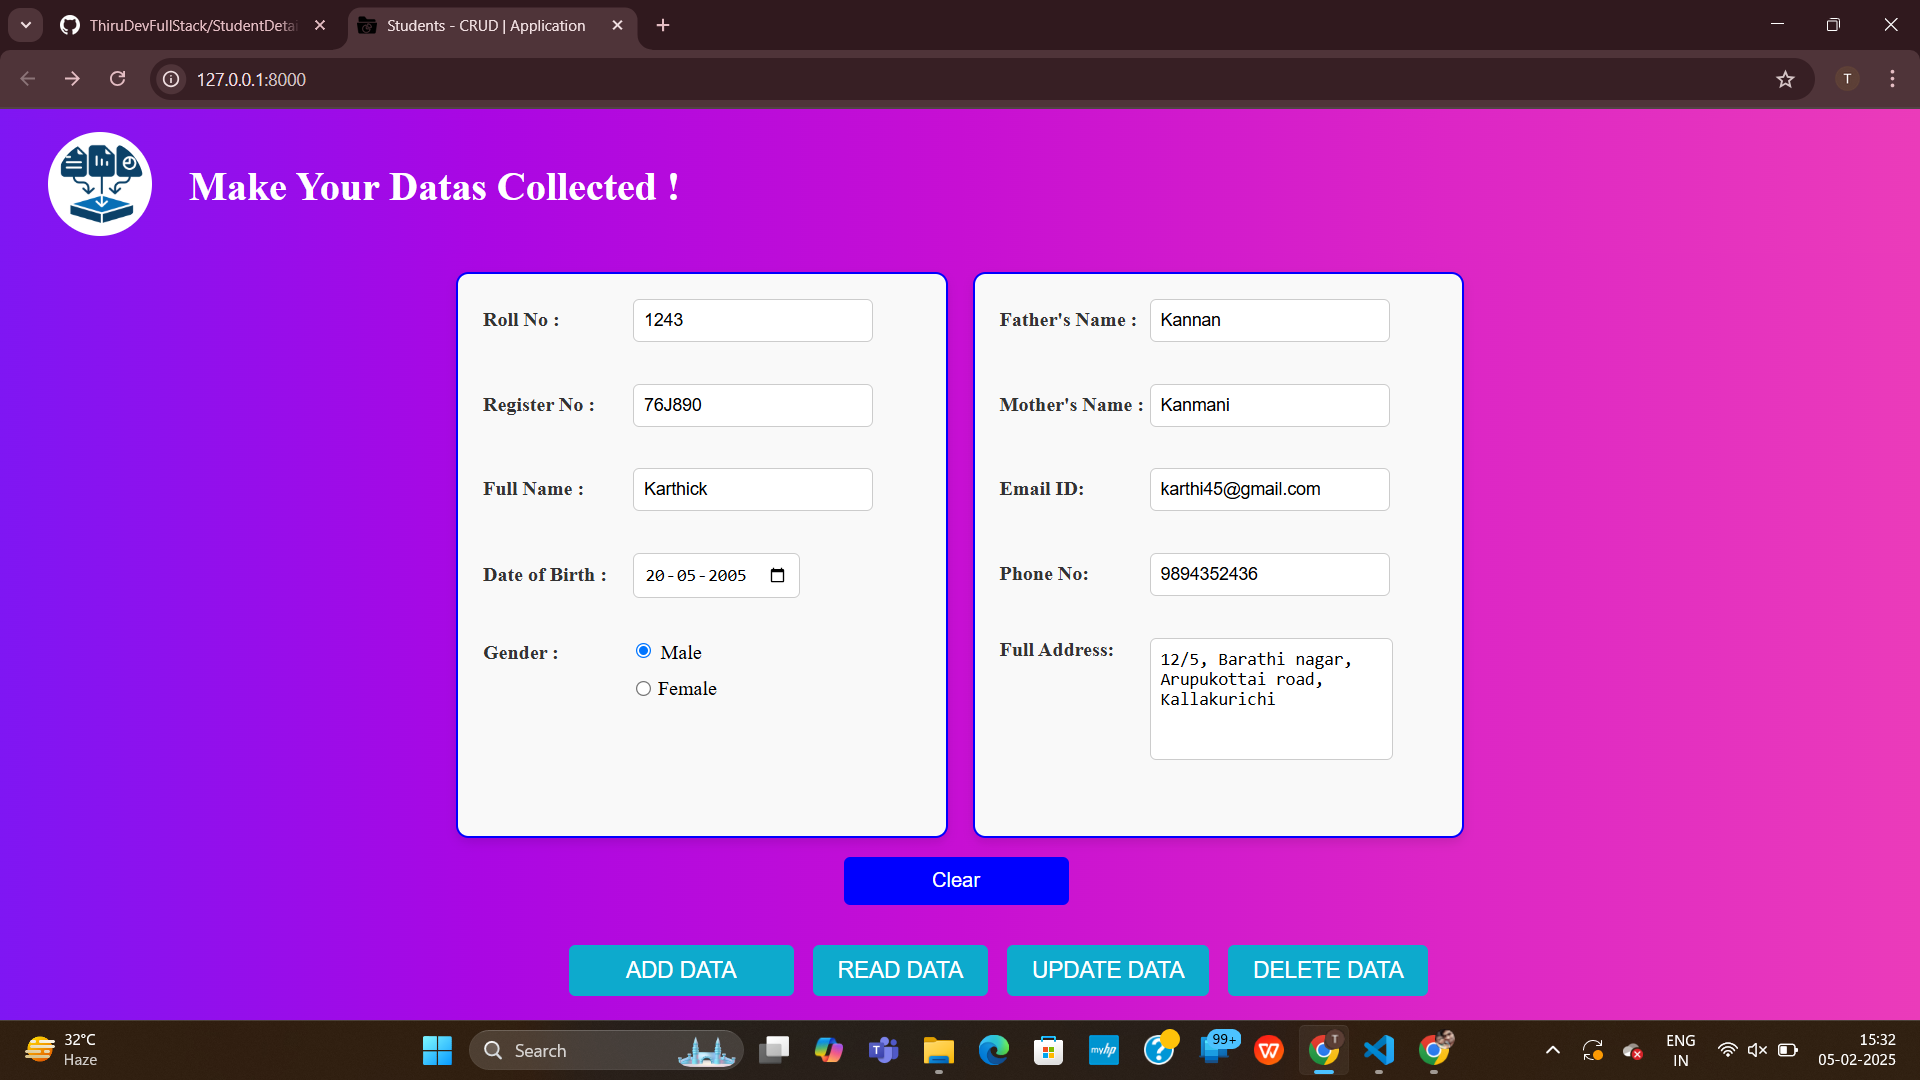 ThiruDevFullStack/StudentDetai
Students - CRUD | Application
127.0.0.1:8000
T
Make Your Datas Collected !
Roll No :
1243
Register No :
76J890
Full Name :
Karthick
Date of Birth :
20-05-2005
Gender :
Male
Female
Father's Name :
Kannan
Mother's Name :
Kanmani
Email ID:
karthi45@gmail.com
Phone No:
9894352436
Full Address:
12/5, Barathi nagar,
Arupukottai road,
Kallakurichi
Clear
ADD DATA
READ DATA
UPDATE DATA
DELETE DATA
32°C
Haze
Search
T
myhp
99+
W
T
ENG
IN
15:32
05-02-2025